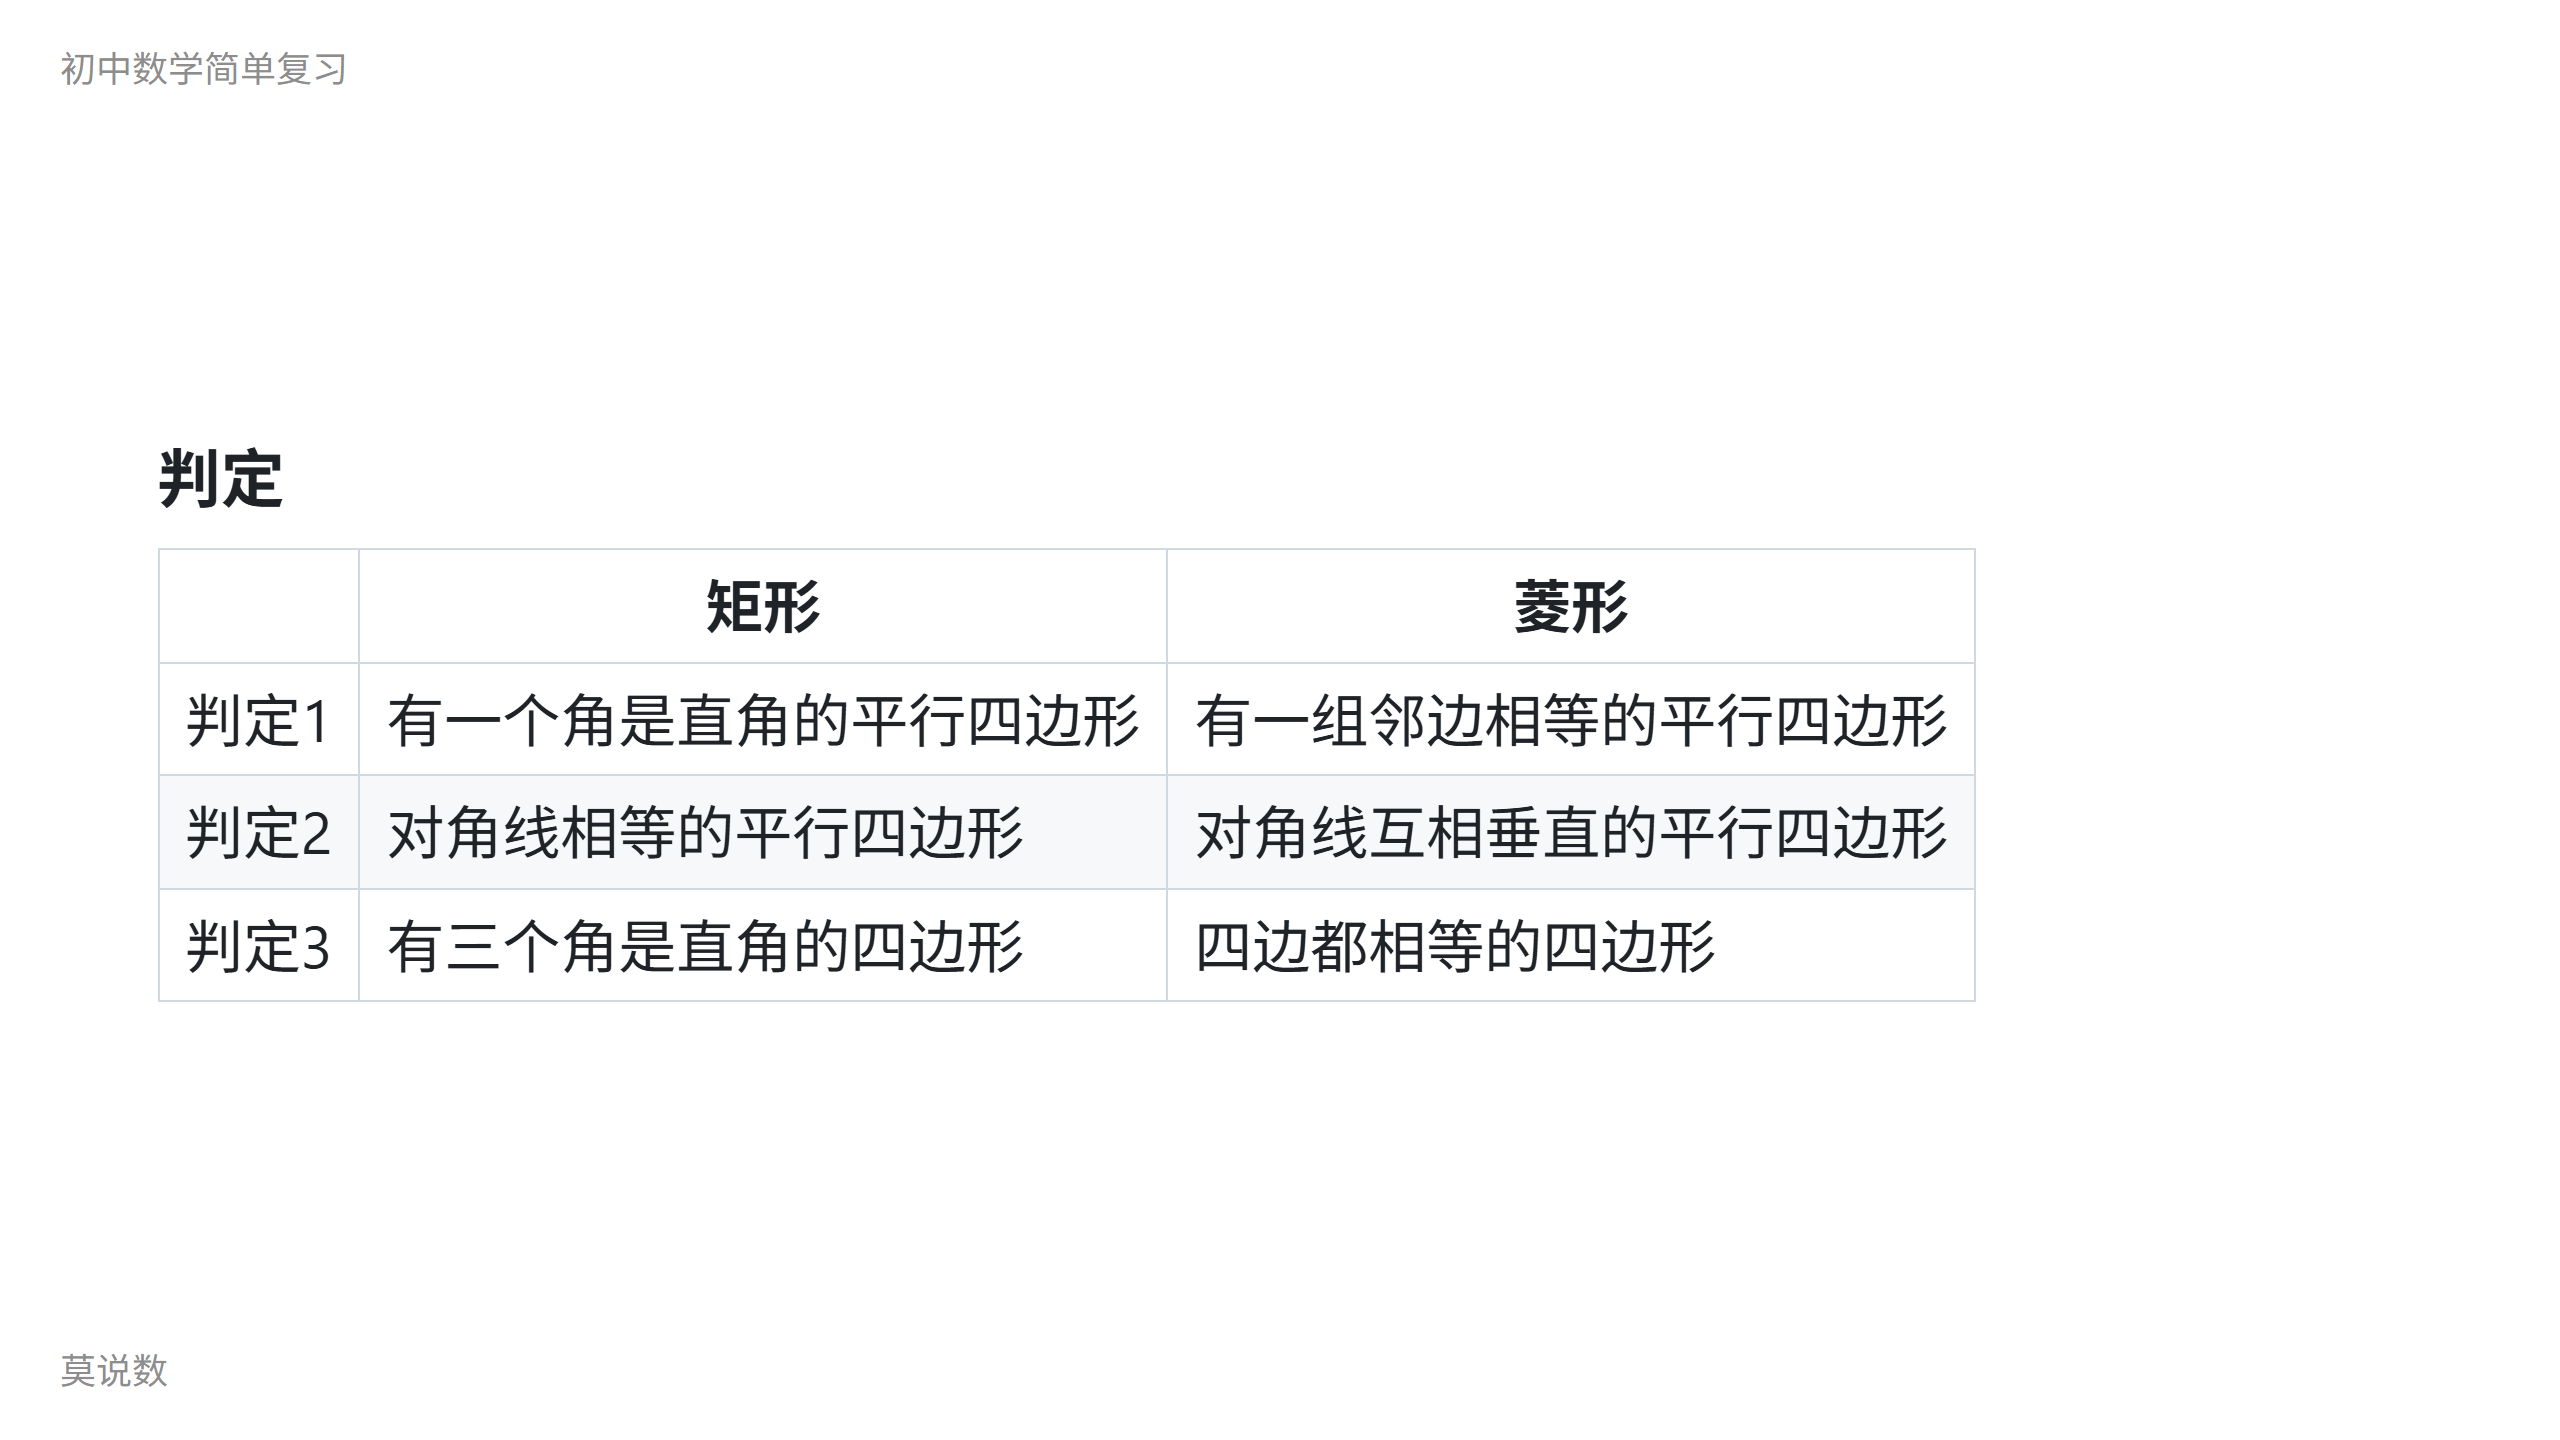 初中数学简单复习
判定
矩形 菱形
判定1 有一个角是直角的平行四边形 有一组邻边相等的平行四边形
判定2 对角线相等的平行四边形 对角线互相垂直的平行四边形
判定3 有三个角是直角的四边形 四边都相等的四边形
莫说数